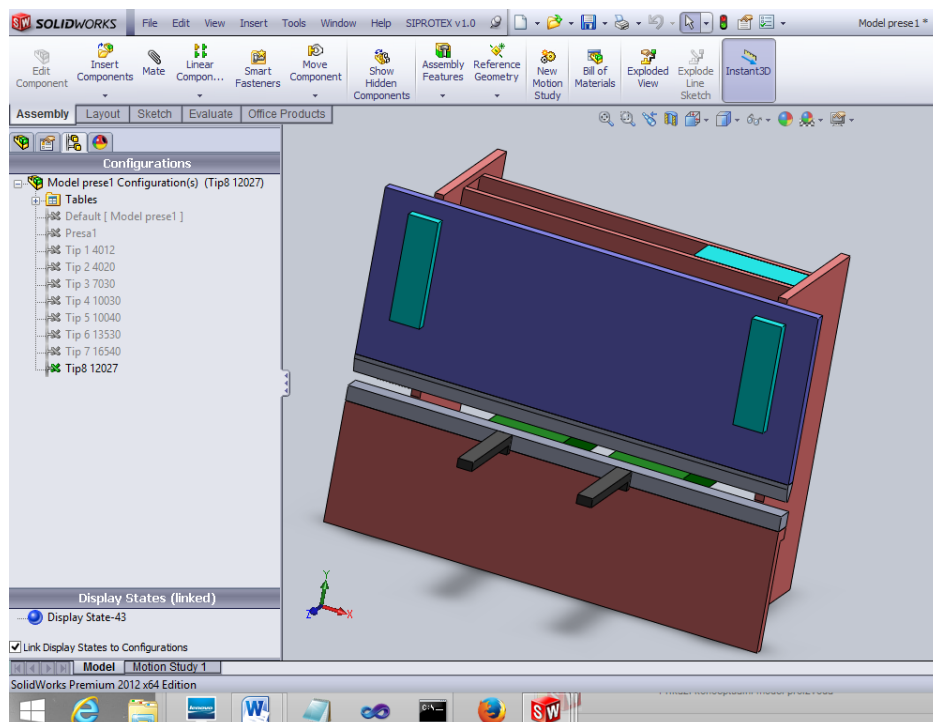 SOLIDWORKS File Edit View Insert Tools Window Help SIPROTEX v1.0 Model prese1 *
Edit Component
Insert Components
Mate
Linear Compon...
Smart Fasteners
Move Component
Show Hidden Components
Assembly Features
Reference Geometry
New Motion Study
Bill of Materials
Exploded View
Explode Line Sketch
Instant3D
Assembly Layout Sketch Evaluate Office Products
Configurations
Model prese1 Configuration(s) (Tip8 12027)
Tables
Default [ Model prese1 ]
Presa1
Tip 1 4012
Tip 2 4020
Tip 3 7030
Tip 4 10030
Tip 5 10040
Tip 6 13530
Tip 7 16540
Tip8 12027
Y
Z X
Display States (linked)
Display State-43
Link Display States to Configurations
Model Motion Study 1
SolidWorks Premium 2012 x64 Edition